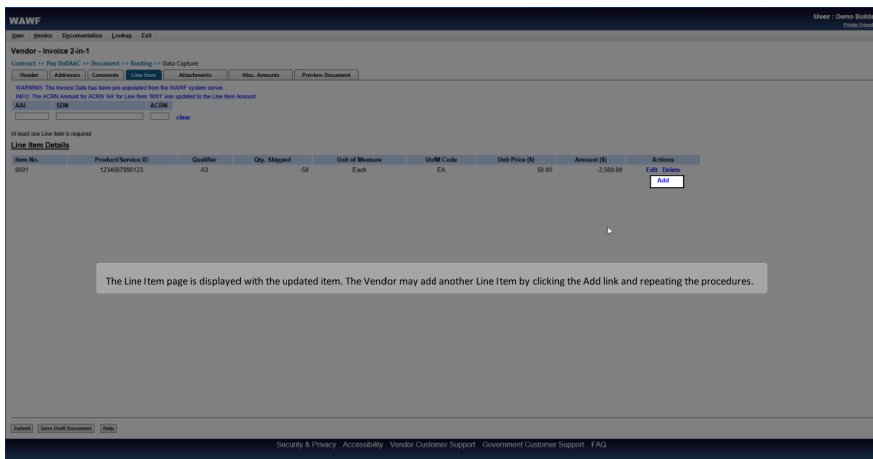 WAWF
User : Demo Builde
Printer Friend
User Vendor Documentation Lookup Exit
Vendor - Invoice 2-in-1
Contract >> Pay DoDAAC >> Document >> Routing >> Data Capture
Header Addresses Comments Line Item Attachments Misc. Amounts Preview Document
WARNING: The Invoice Date has been pre-populated from the WAWF system server.
INFO: The ACRN Amount for ACRN 'AA' for Line Item '0001' was updated to the Line Item Amount.
AAI SDN ACRN
clear
At least one Line Item is required
Line Item Details
Item No. Product/Service ID Qualifier Qty. Shipped Unit of Measure UofM Code Unit Price ($) Amount ($) Actions
0001 1234567890123 A3 -50 Each EA 50.00 -2,500.00 Edit Delete
Add
The Line Item page is displayed with the updated item. The Vendor may add another Line Item by clicking the Add link and repeating the procedures.
Submit Save Draft Document Help
Security & Privacy Accessibility Vendor Customer Support Government Customer Support FAQ